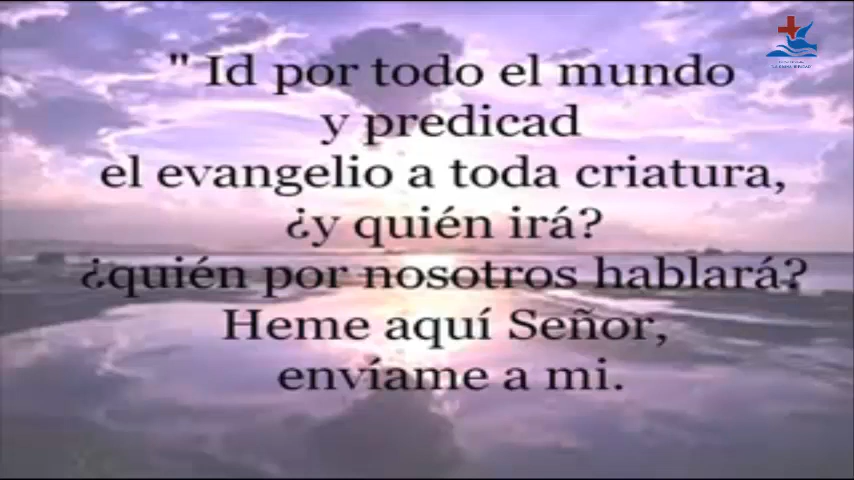 " Id por todo el mundo
y predicad
el evangelio a toda criatura,
¿y quién irá?
¿quién por nosotros hablará?
Heme aquí Señor,
envíame a mi.